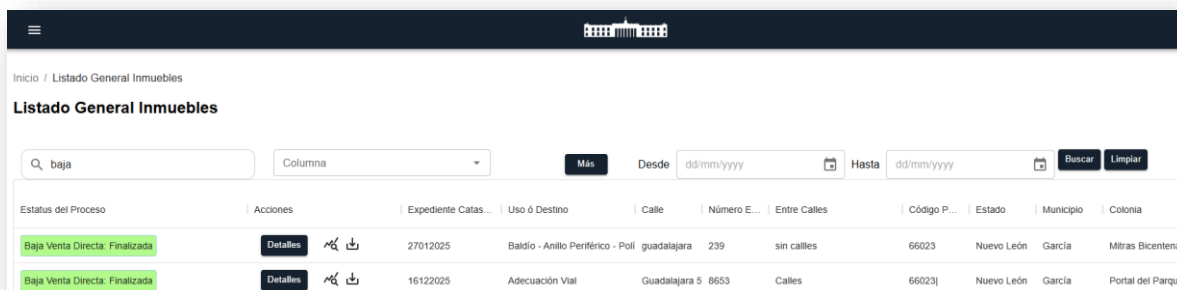 Inicio / Listado General Inmuebles
Listado General Inmuebles
baja Columna Más Desde dd/mm/yyyy Hasta dd/mm/yyyy Buscar Limpiar
Estatus del Proceso Acciones Expediente Catas... Uso ó Destino Calle Número E... Entre Calles Código P... Estado Municipio Colonia
Baja Venta Directa: Finalizada Detalles 27012025 Baldío - Anillo Periférico - Polí guadalajara 239 sin callles 66023 Nuevo León García Mitras Bicentena
Baja Venta Directa: Finalizada Detalles 16122025 Adecuación Vial Guadalajara 5 8653 Calles 66023| Nuevo León García Portal del Parqu